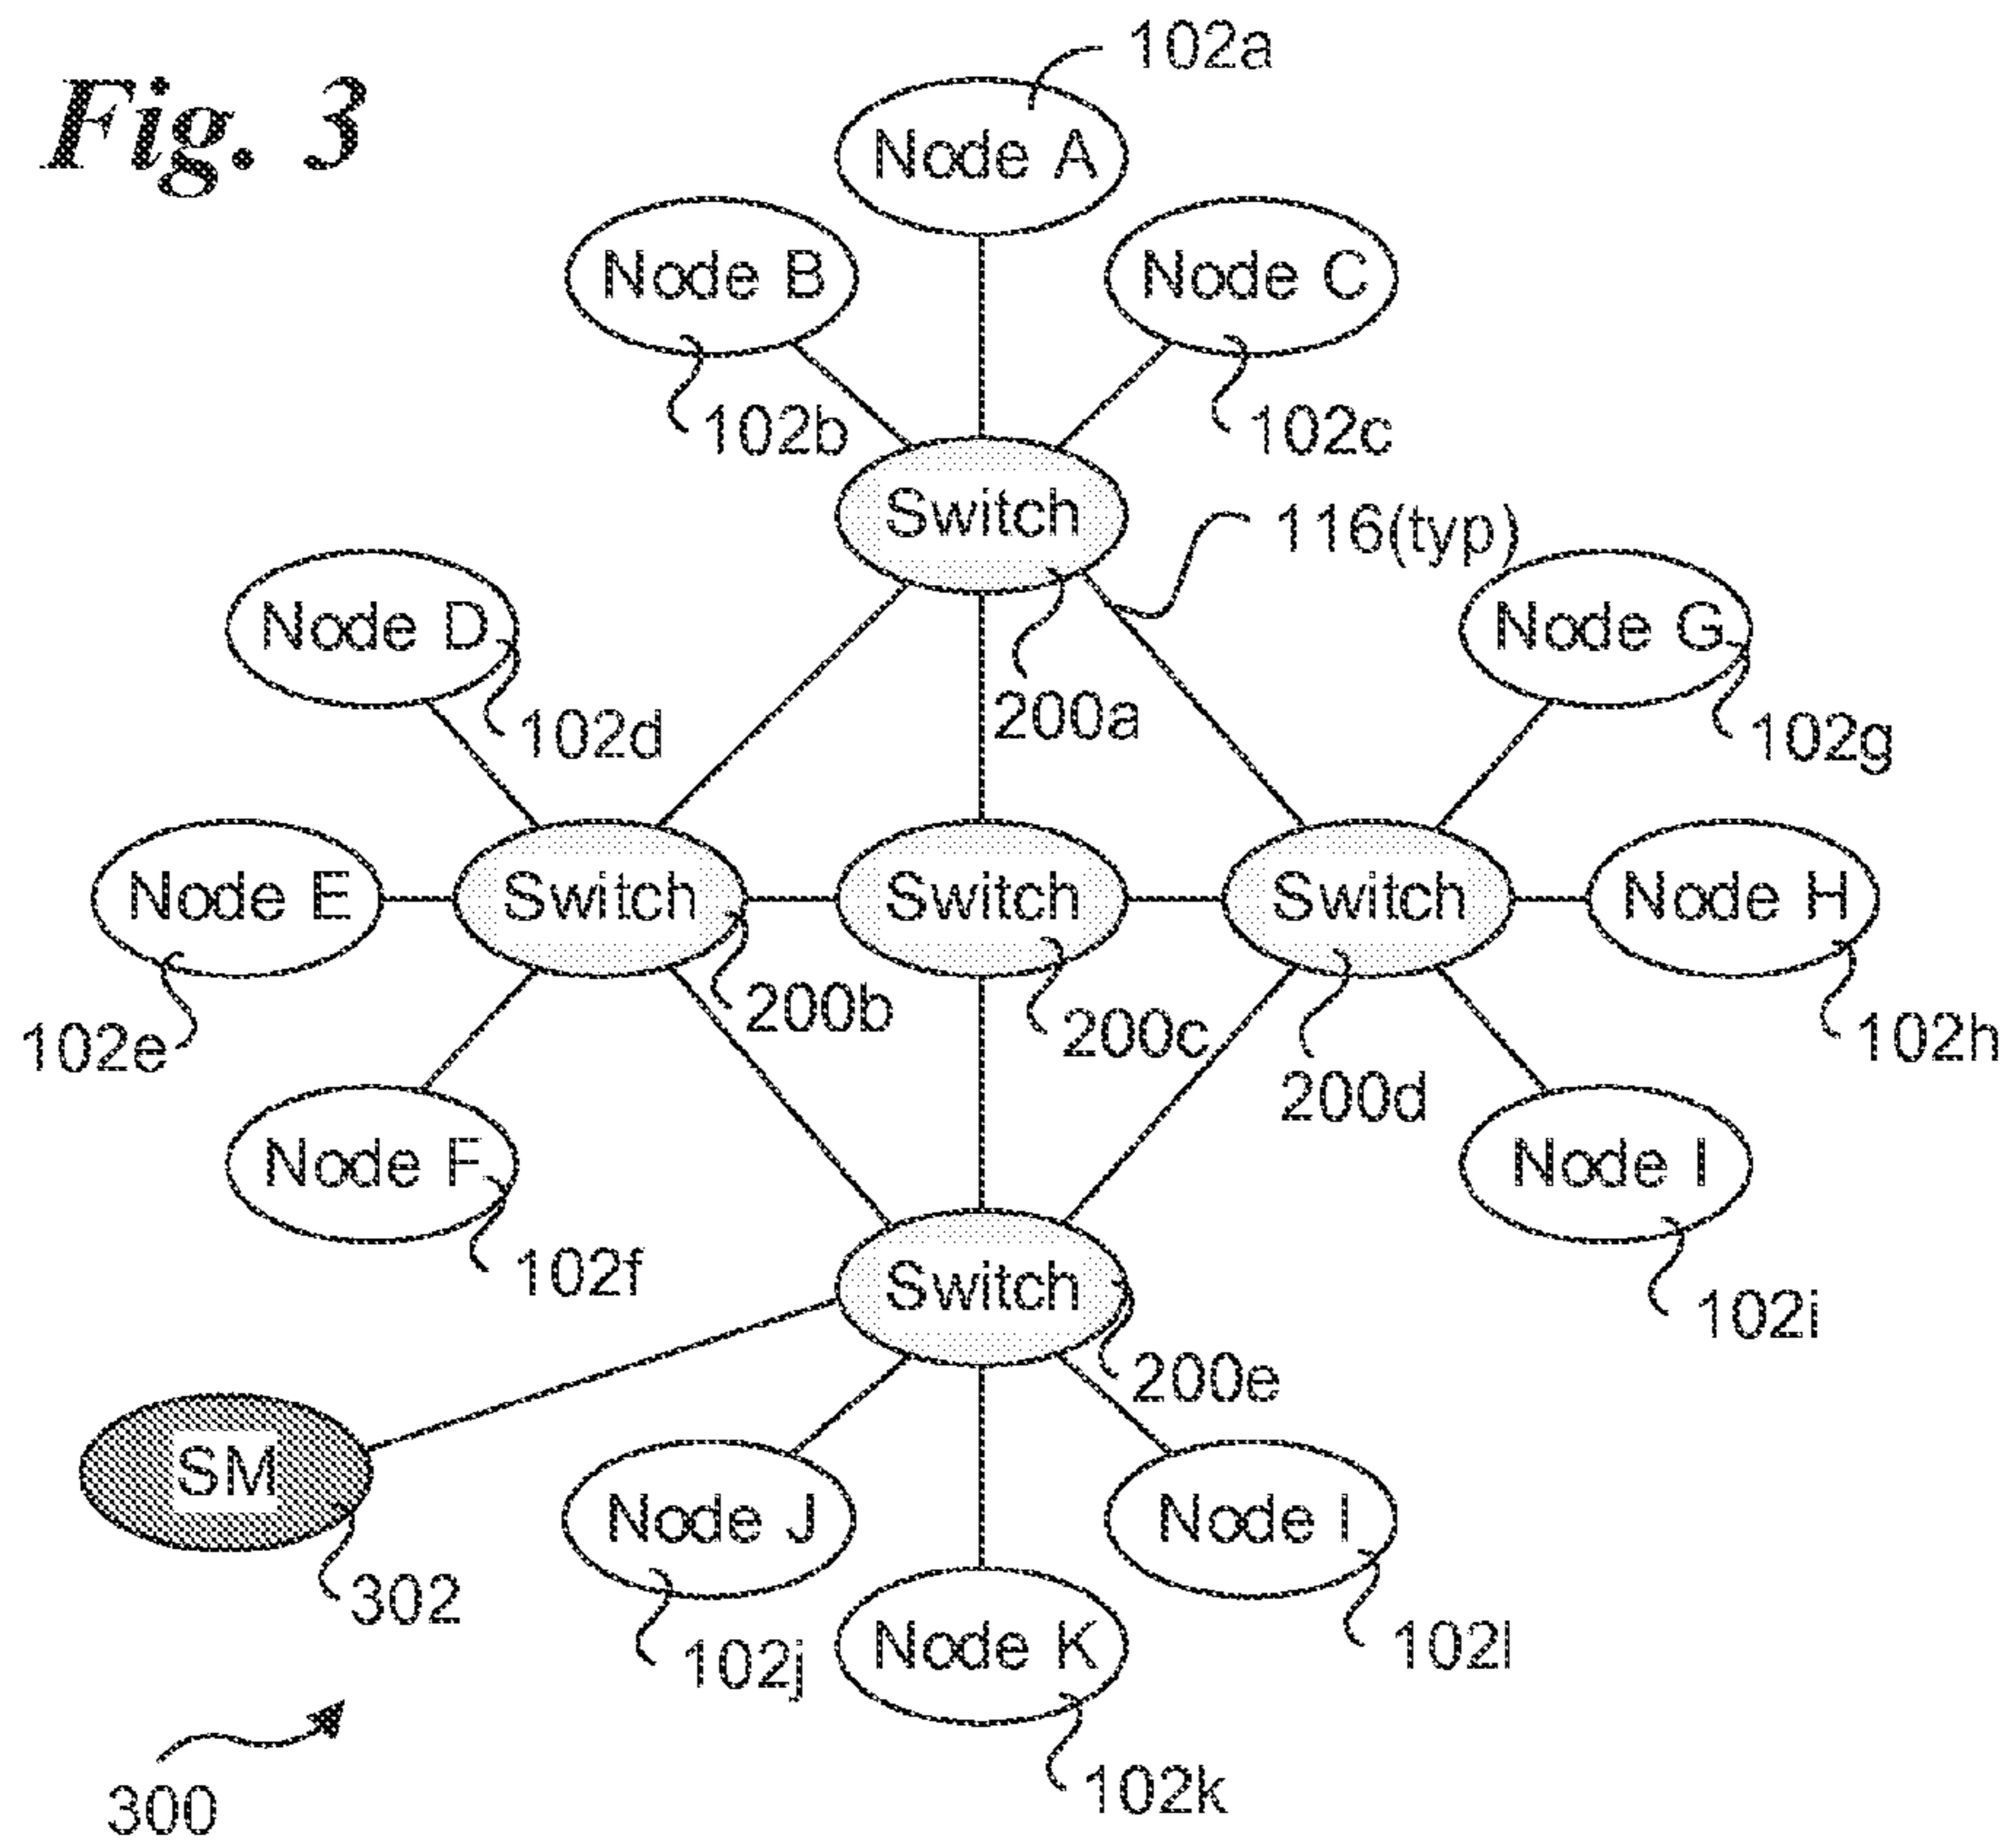 Fig. 3
102a
Node A
Node B
Node C
102b
102c
Switch
116(typ)
Node D
Node G
200a
102d
102g
Node E
Switch
Switch
Switch
Node H
200b
200c
102e
102h
200d
Node F
Node I
102f
Switch
102i
200e
SM
Node J
Node I
302
102j
Node K
102l
300
102k